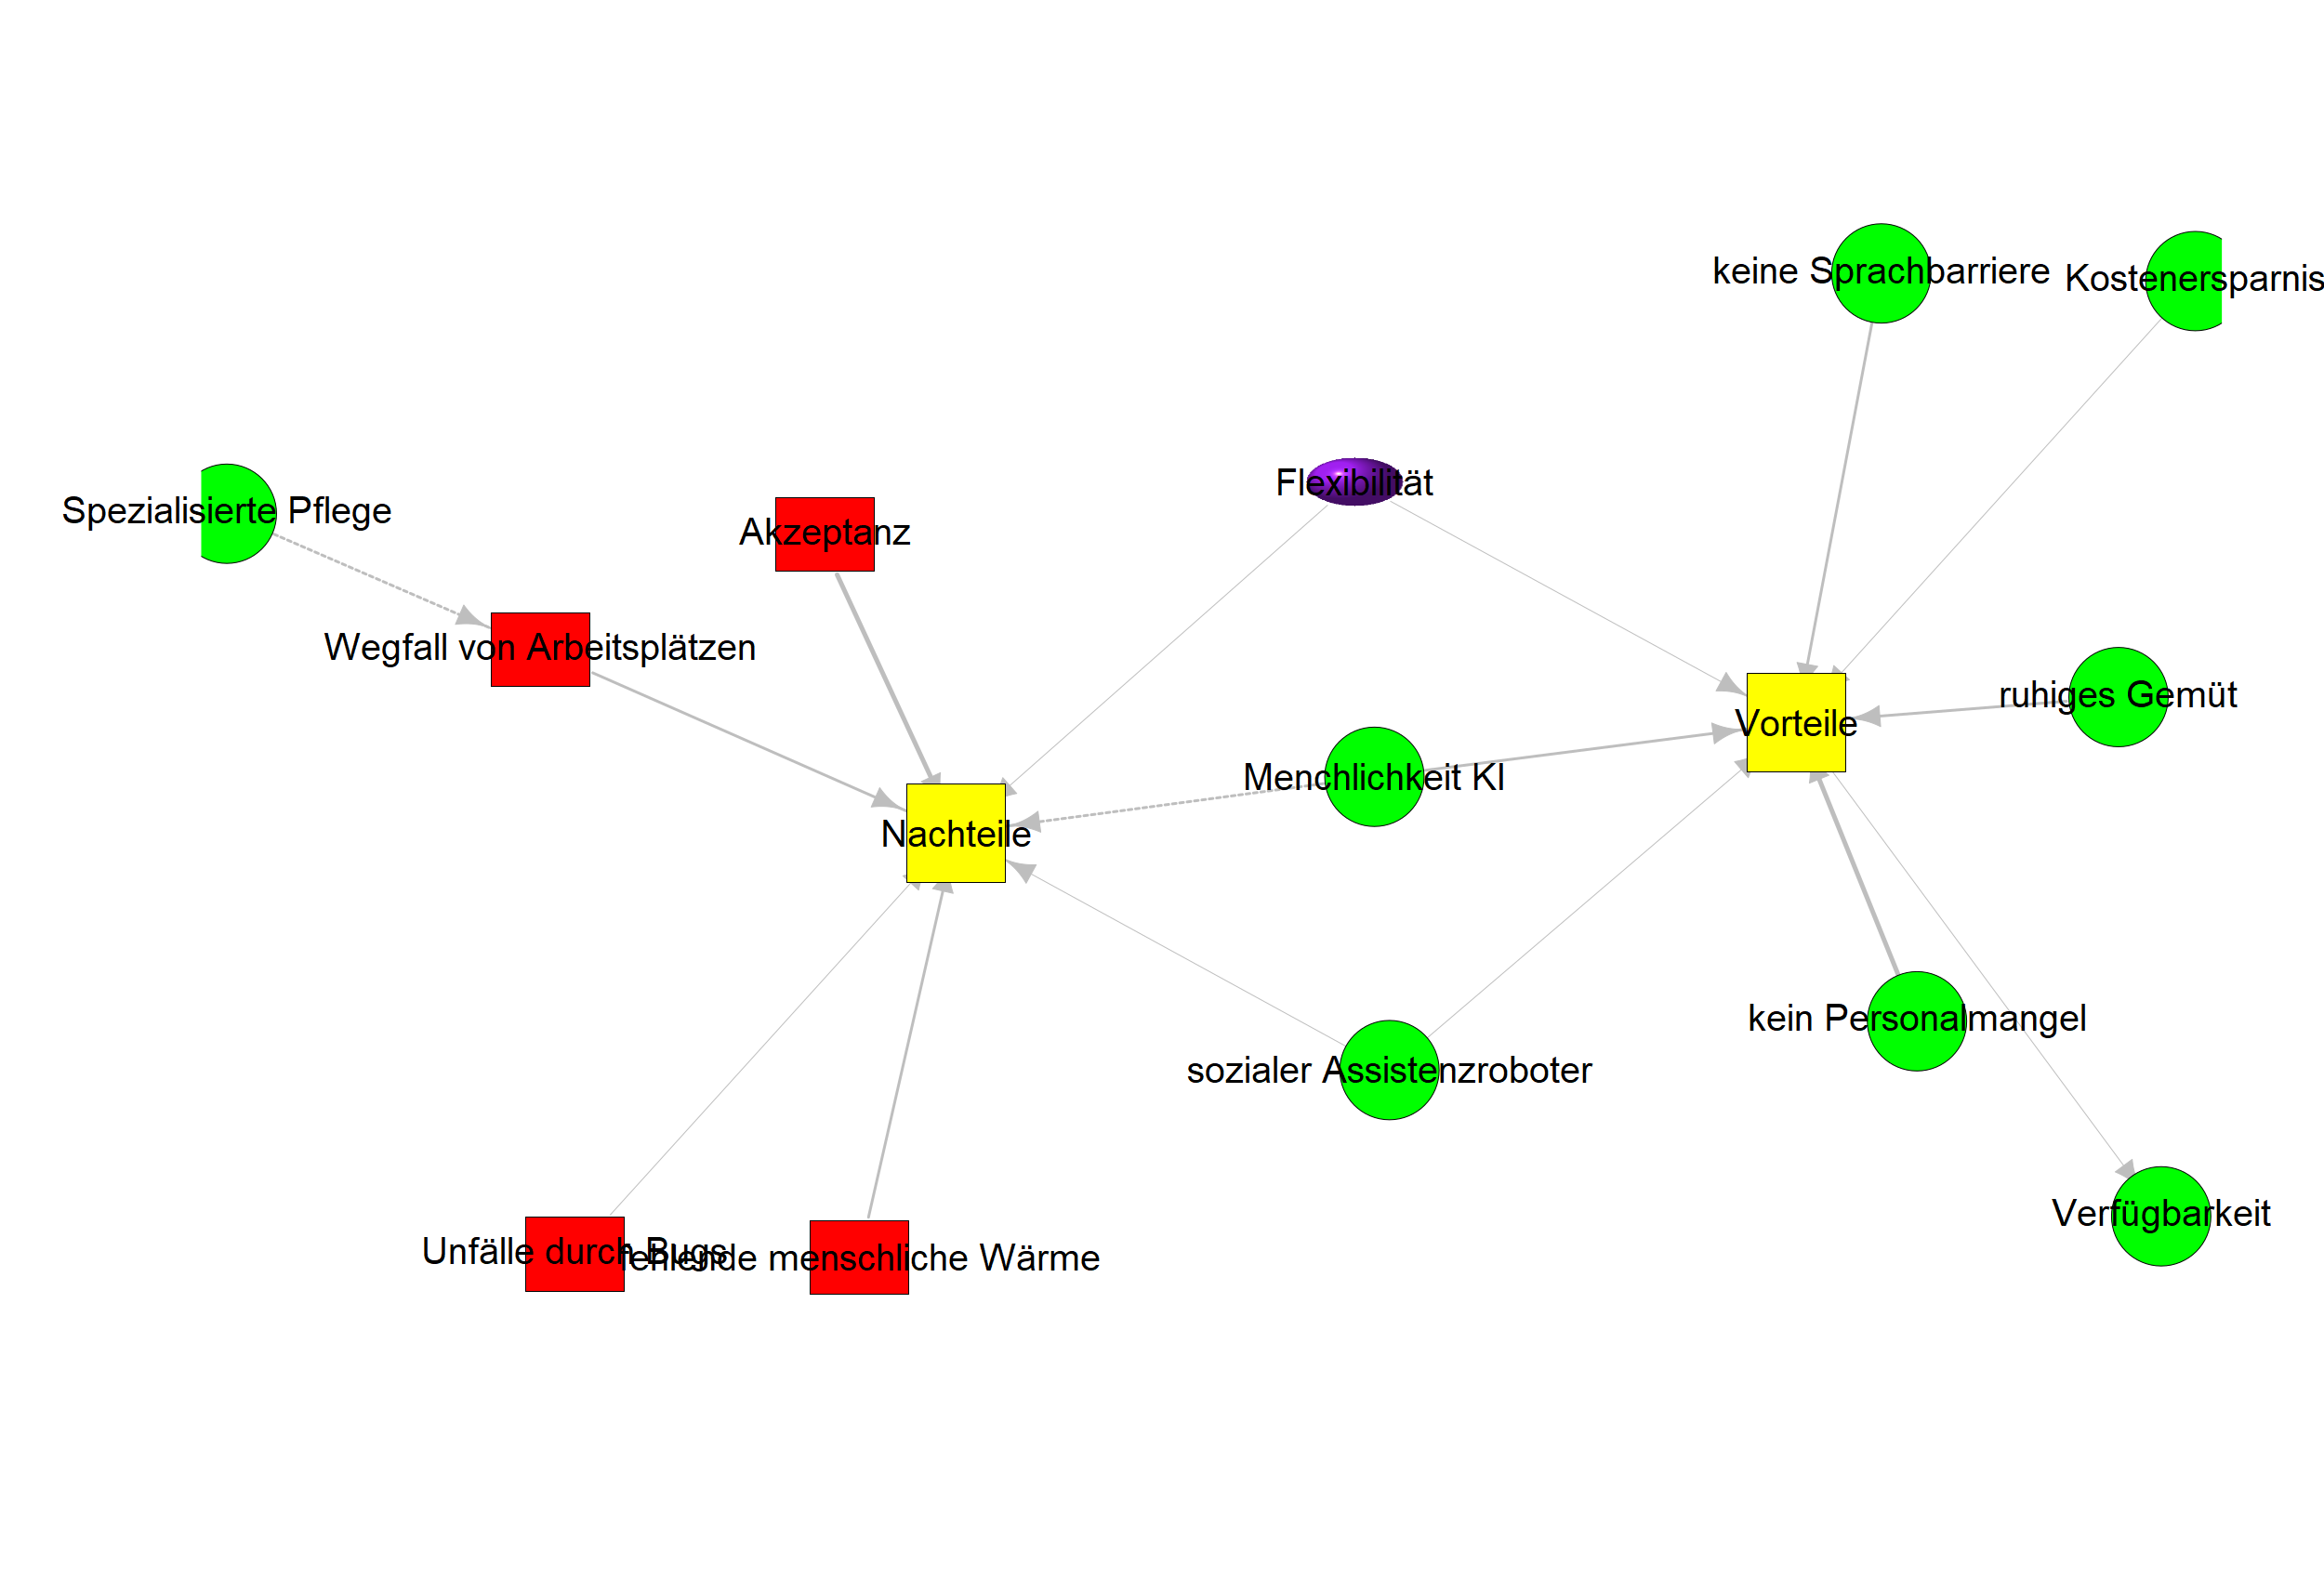 keine Sprachbarriere
Kostenersparnis
Flexibilität
Spezialisierte Pflege
Akzeptanz
Wegfall von Arbeitsplätzen
ruhiges Gemüt
Vorteile
Menchlichkeit KI
Nachteile
kein Personalmangel
sozialer Assistenzroboter
Verfügbarkeit
Unfälle durch Bugs
fehlende menschliche Wärme